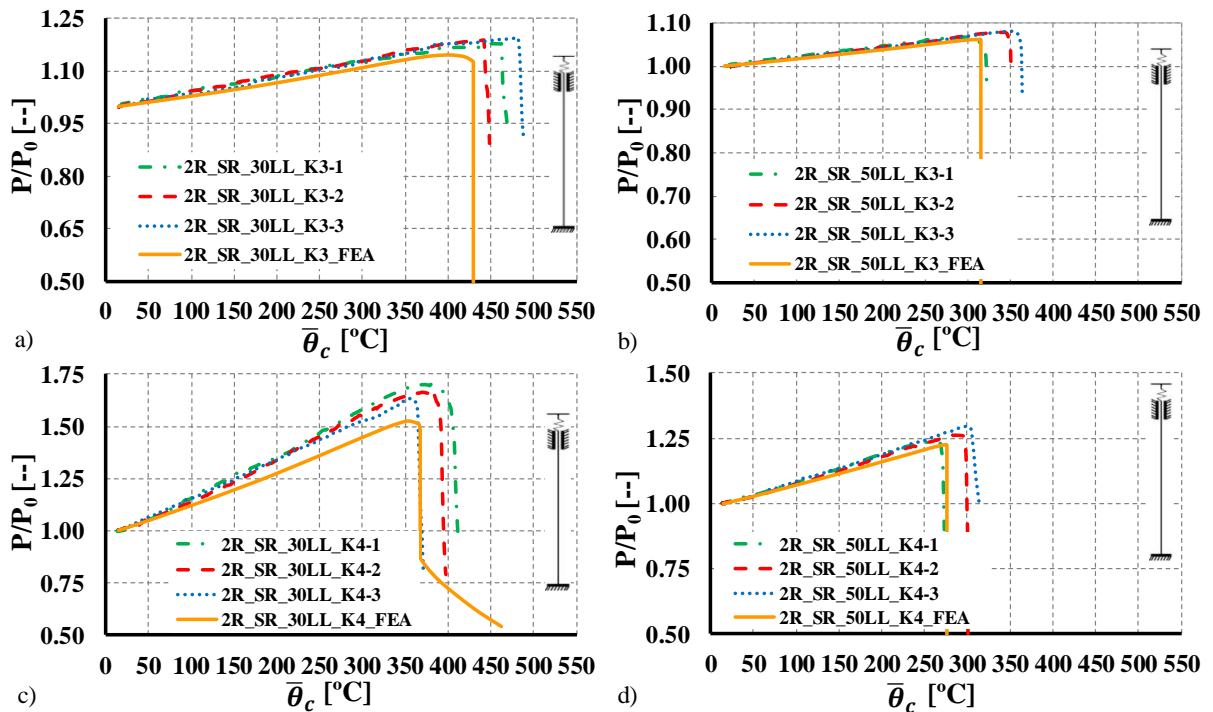 1.25
1.10
0.95
0.80
0.65
0.50
P/P0 [--]
2R_SR_30LL_K3-1
2R_SR_30LL_K3-2
2R_SR_30LL_K3-3
2R_SR_30LL_K3_FEA
0 50 100 150 200 250 300 350 400 450 500 550
a) θ̅c [ºC]
1.10
1.00
0.90
0.80
0.70
0.60
0.50
P/P0 [--]
2R_SR_50LL_K3-1
2R_SR_50LL_K3-2
2R_SR_50LL_K3-3
2R_SR_50LL_K3_FEA
0 50 100 150 200 250 300 350 400 450 500 550
b) θ̅c [ºC]
1.75
1.50
1.25
1.00
0.75
0.50
P/P0 [--]
2R_SR_30LL_K4-1
2R_SR_30LL_K4-2
2R_SR_30LL_K4-3
2R_SR_30LL_K4_FEA
0 50 100 150 200 250 300 350 400 450 500 550
c) θ̅c [ºC]
1.50
1.25
1.00
0.75
0.50
P/P0 [--]
2R_SR_50LL_K4-1
2R_SR_50LL_K4-2
2R_SR_50LL_K4-3
2R_SR_50LL_K4_FEA
0 50 100 150 200 250 300 350 400 450 500 550
d) θ̅c [ºC]